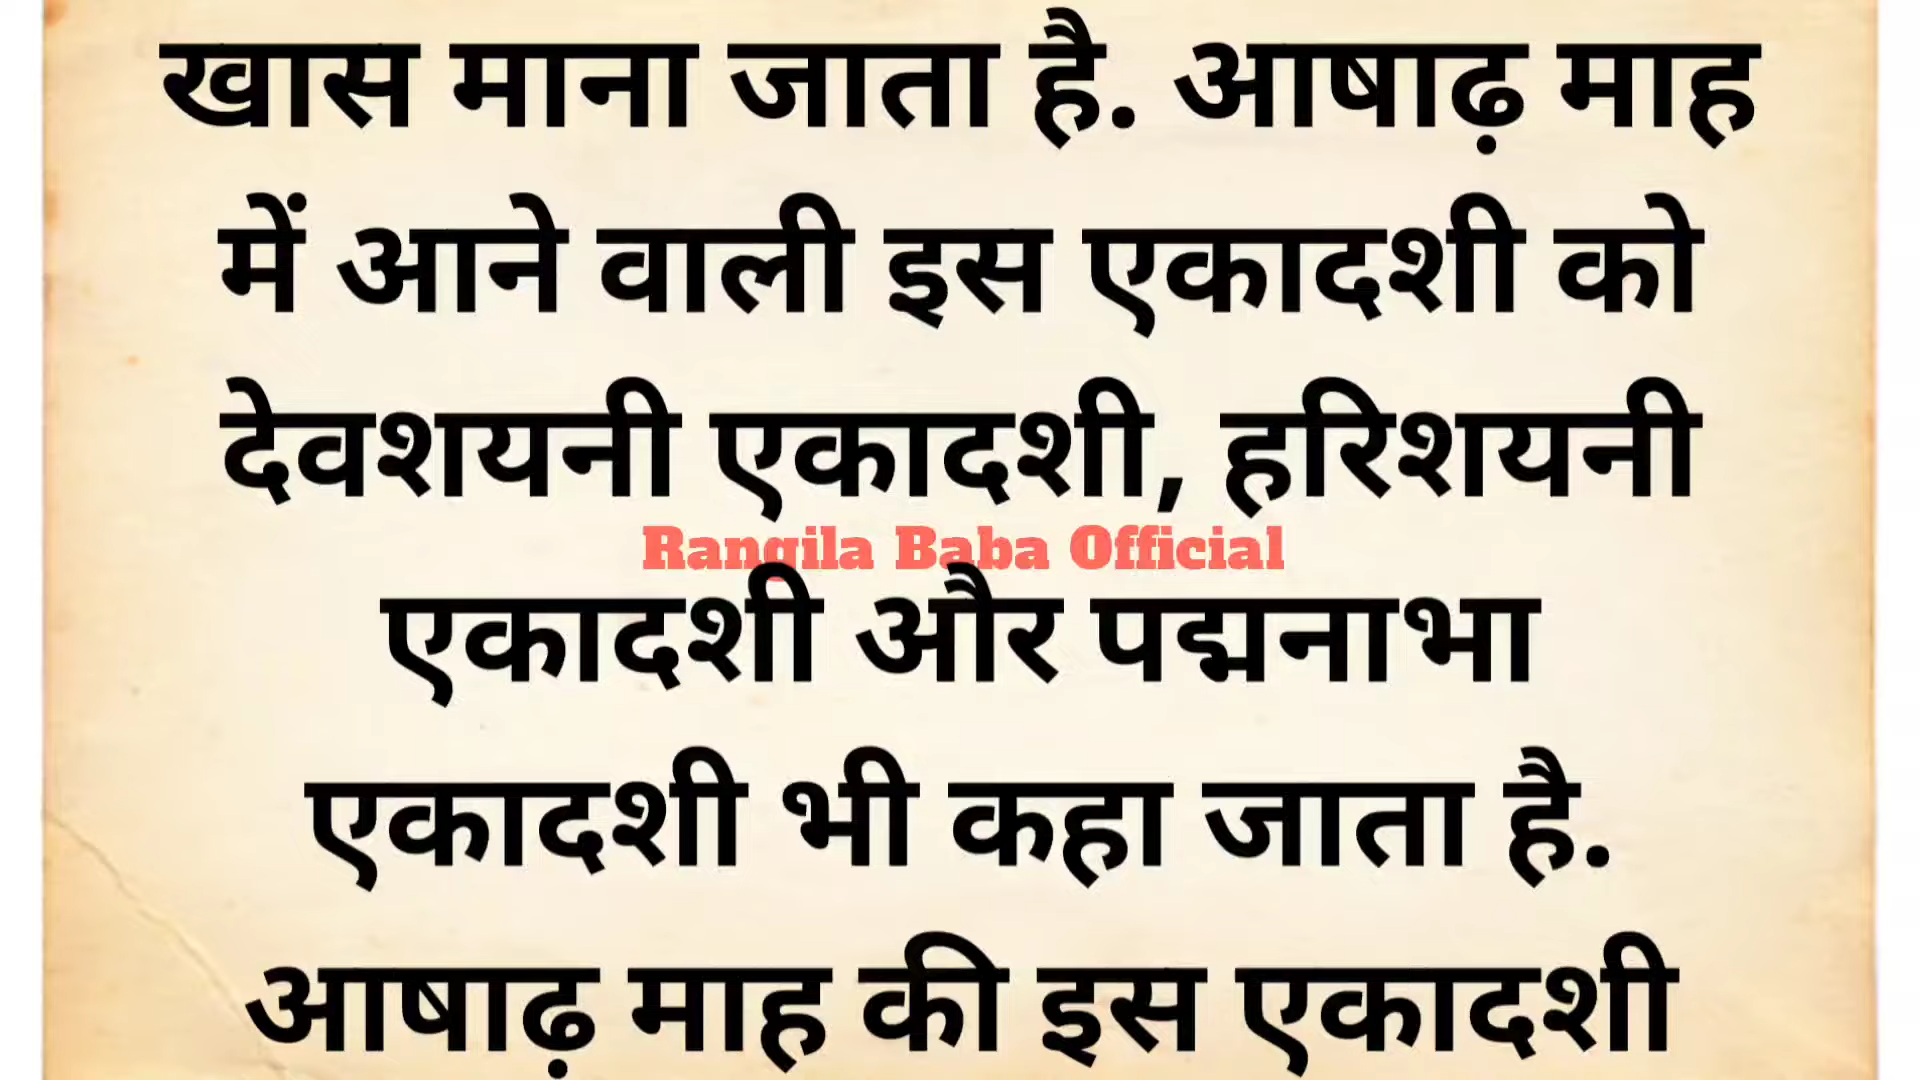 खास माना जाता है. आषाढ़ माह
में आने वाली इस एकादशी को
देवशयनी एकादशी, हरिशयनी
Rangila Baba Official
एकादशी और पद्मनाभा
एकादशी भी कहा जाता है.
आषाढ़ माह की इस एकादशी